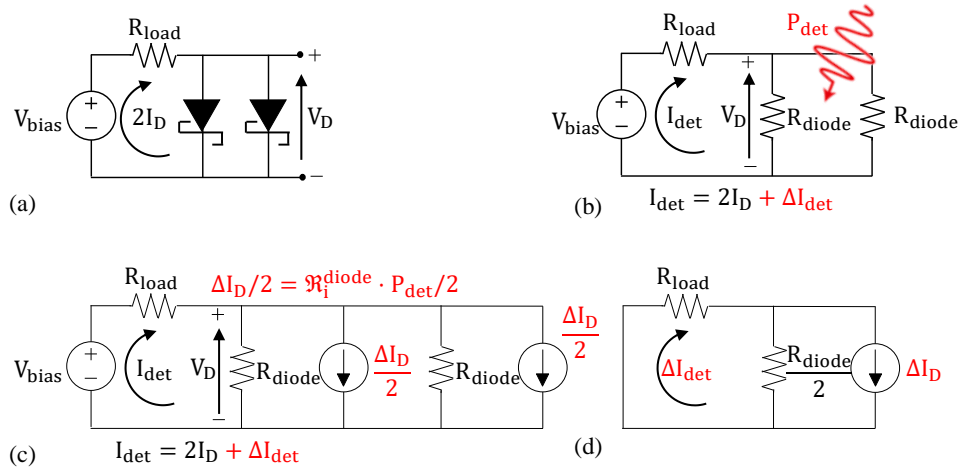 R_load
V_bias
+
−
2I_D
+
V_D
−
(a)
P_det
R_load
V_bias
+
−
I_det
+
V_D
−
R_diode
R_diode
(b)
I_det = 2I_D + ΔI_det
R_load
ΔI_D/2 = ℜ_i^diode · P_det/2
V_bias
+
−
I_det
+
V_D
−
R_diode
ΔI_D/2
R_diode
ΔI_D/2
(c)
I_det = 2I_D + ΔI_det
R_load
ΔI_det
R_diode/2
ΔI_D
(d)